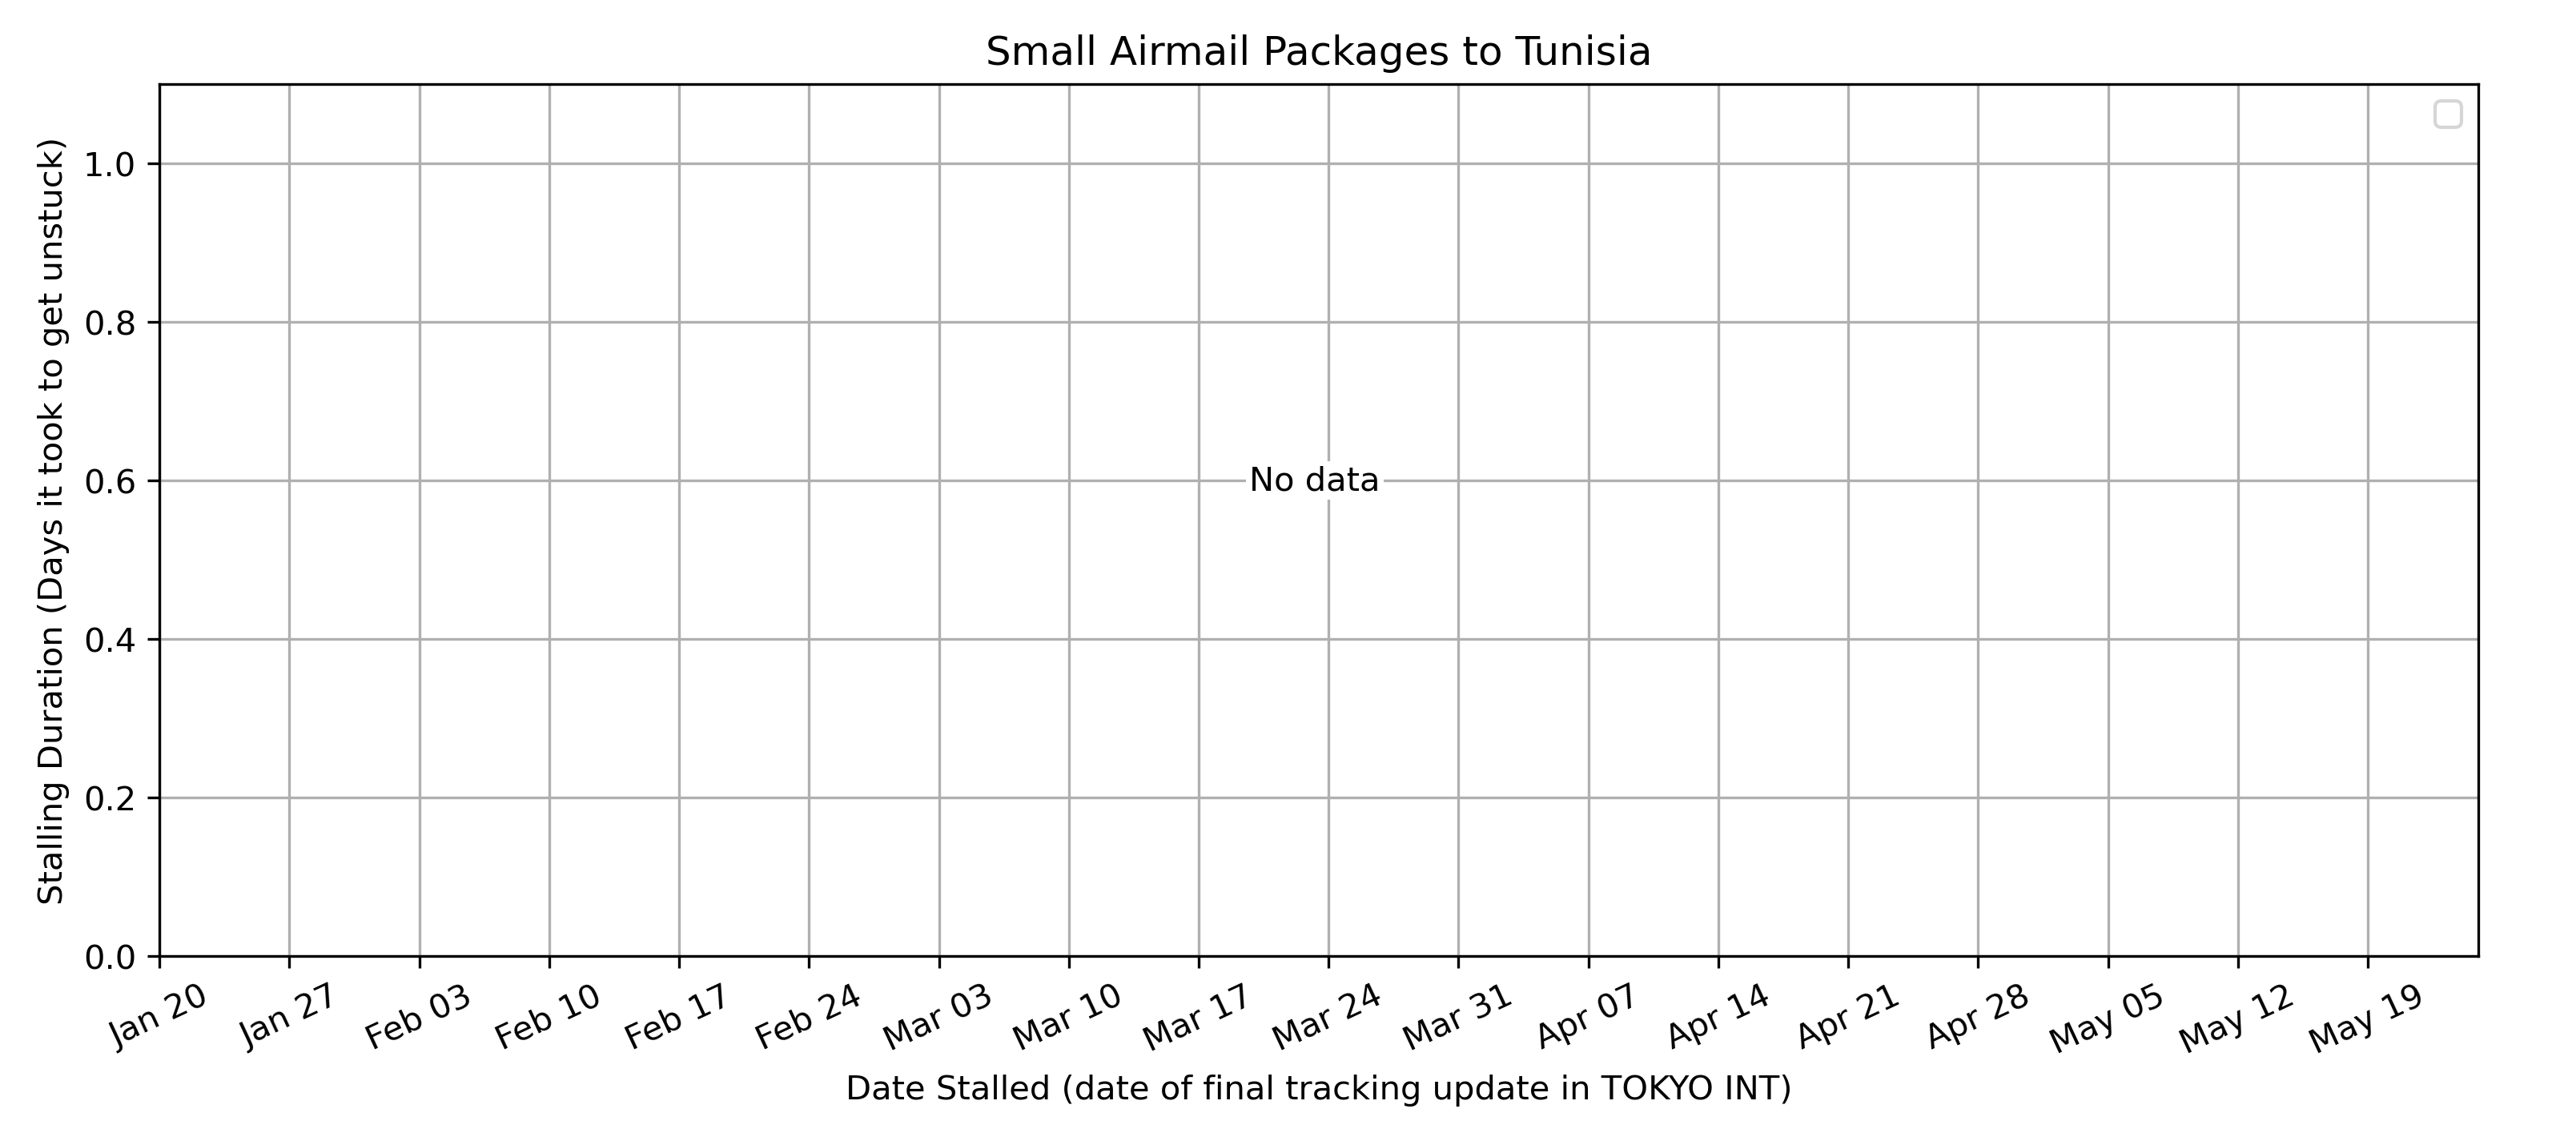 Small Airmail Packages to Tunisia
Stalling Duration (Days it took to get unstuck)
1.0
0.8
0.6
0.4
0.2
0.0
No data
Jan 20
Jan 27
Feb 03
Feb 10
Feb 17
Feb 24
Mar 03
Mar 10
Mar 17
Mar 24
Mar 31
Apr 07
Apr 14
Apr 21
Apr 28
May 05
May 12
May 19
Date Stalled (date of final tracking update in TOKYO INT)